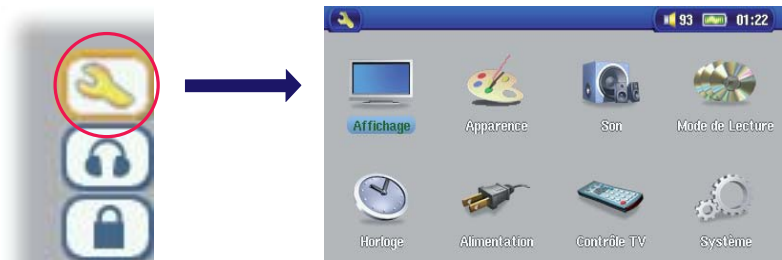 93 01:22
Affichage Apparence Son Mode de Lecture
Horloge Alimentation Contrôle TV Système